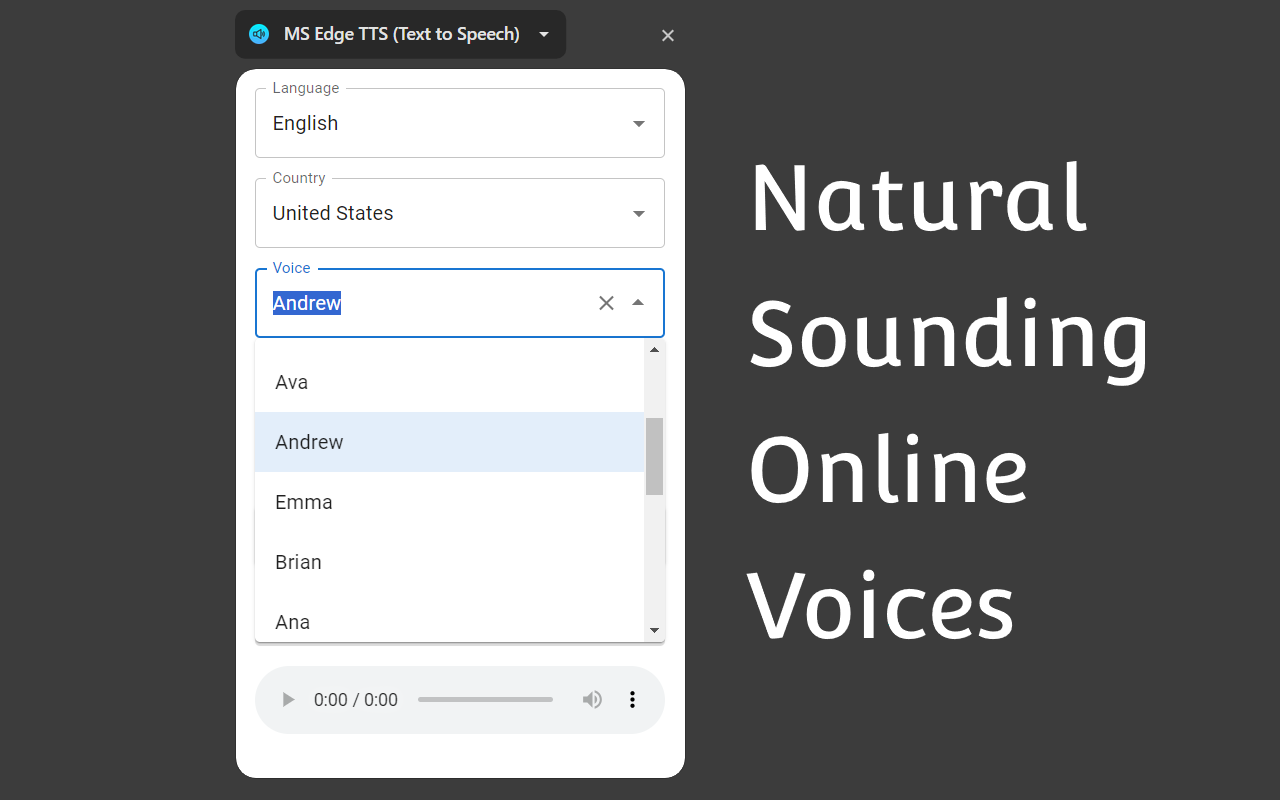 MS Edge TTS (Text to Speech)
Language
English
Country
United States
Voice
Andrew
Ava
Andrew
Emma
Brian
Ana
0:00 / 0:00
Natural
Sounding
Online
Voices